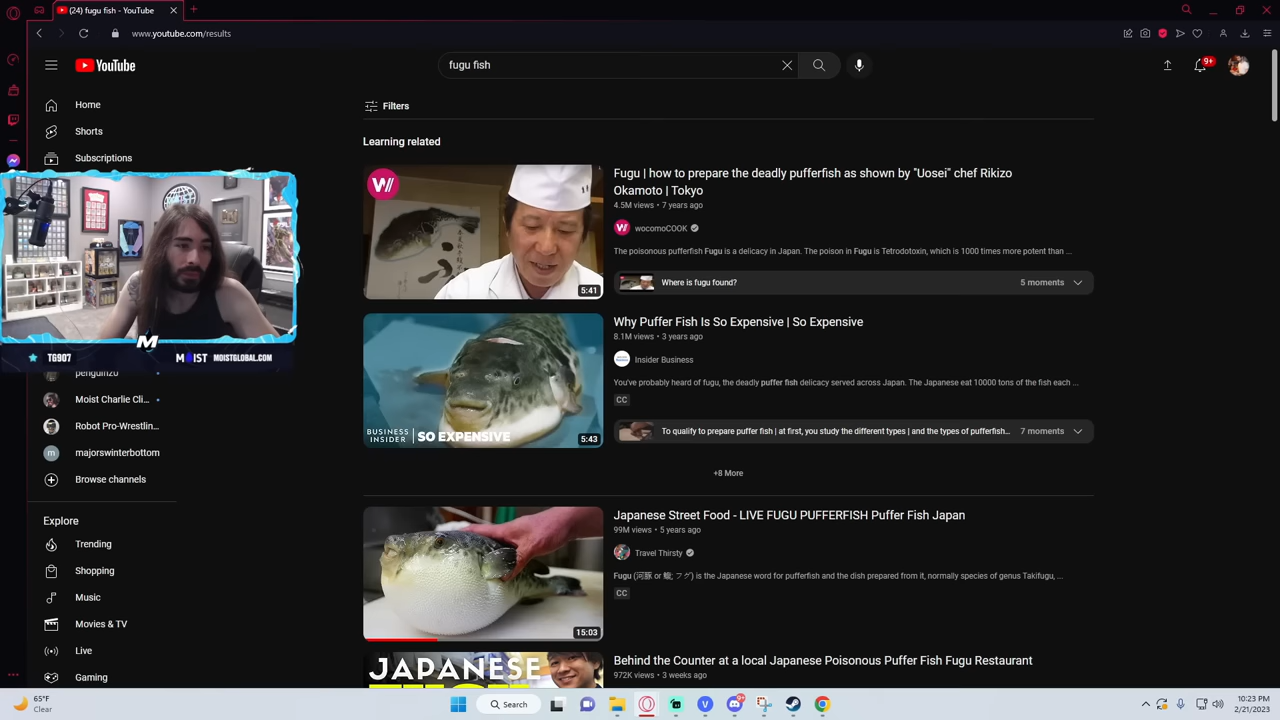 (24) fugu fish - YouTube
www.youtube.com/results
YouTube
fugu fish
9+
Home
Shorts
Subscriptions
TG907
M IST MOISTGLOBAL.COM
penguinz0
Moist Charlie Cli...
Robot Pro-Wrestlin...
m majorswinterbottom
Browse channels
Explore
Trending
Shopping
Music
Movies & TV
Live
Gaming
Filters
Learning related
5:41
Fugu | how to prepare the deadly pufferfish as shown by "Uosei" chef Rikizo
Okamoto | Tokyo
4.5M views • 7 years ago
wocomoCOOK
The poisonous pufferfish Fugu is a delicacy in Japan. The poison in Fugu is Tetrodotoxin, which is 1000 times more potent than ...
Where is fugu found?
5 moments
BUSINESS
INSIDER
SO EXPENSIVE
5:43
Why Puffer Fish Is So Expensive | So Expensive
8.1M views • 3 years ago
Insider Business
You've probably heard of fugu, the deadly puffer fish delicacy served across Japan. The Japanese eat 10000 tons of the fish each ...
CC
To qualify to prepare puffer fish | at first, you study the different types | and the types of pufferfish...
7 moments
+8 More
15:03
Japanese Street Food - LIVE FUGU PUFFERFISH Puffer Fish Japan
99M views • 5 years ago
Travel Thirsty
Fugu (河豚 or 鰒; フグ) is the Japanese word for pufferfish and the dish prepared from it, normally species of genus Takifugu, ...
CC
JAPANESE
Behind the Counter at a local Japanese Poisonous Puffer Fish Fugu Restaurant
972K views • 3 weeks ago
65°F
Clear
Search
10:23 PM
2/21/2023